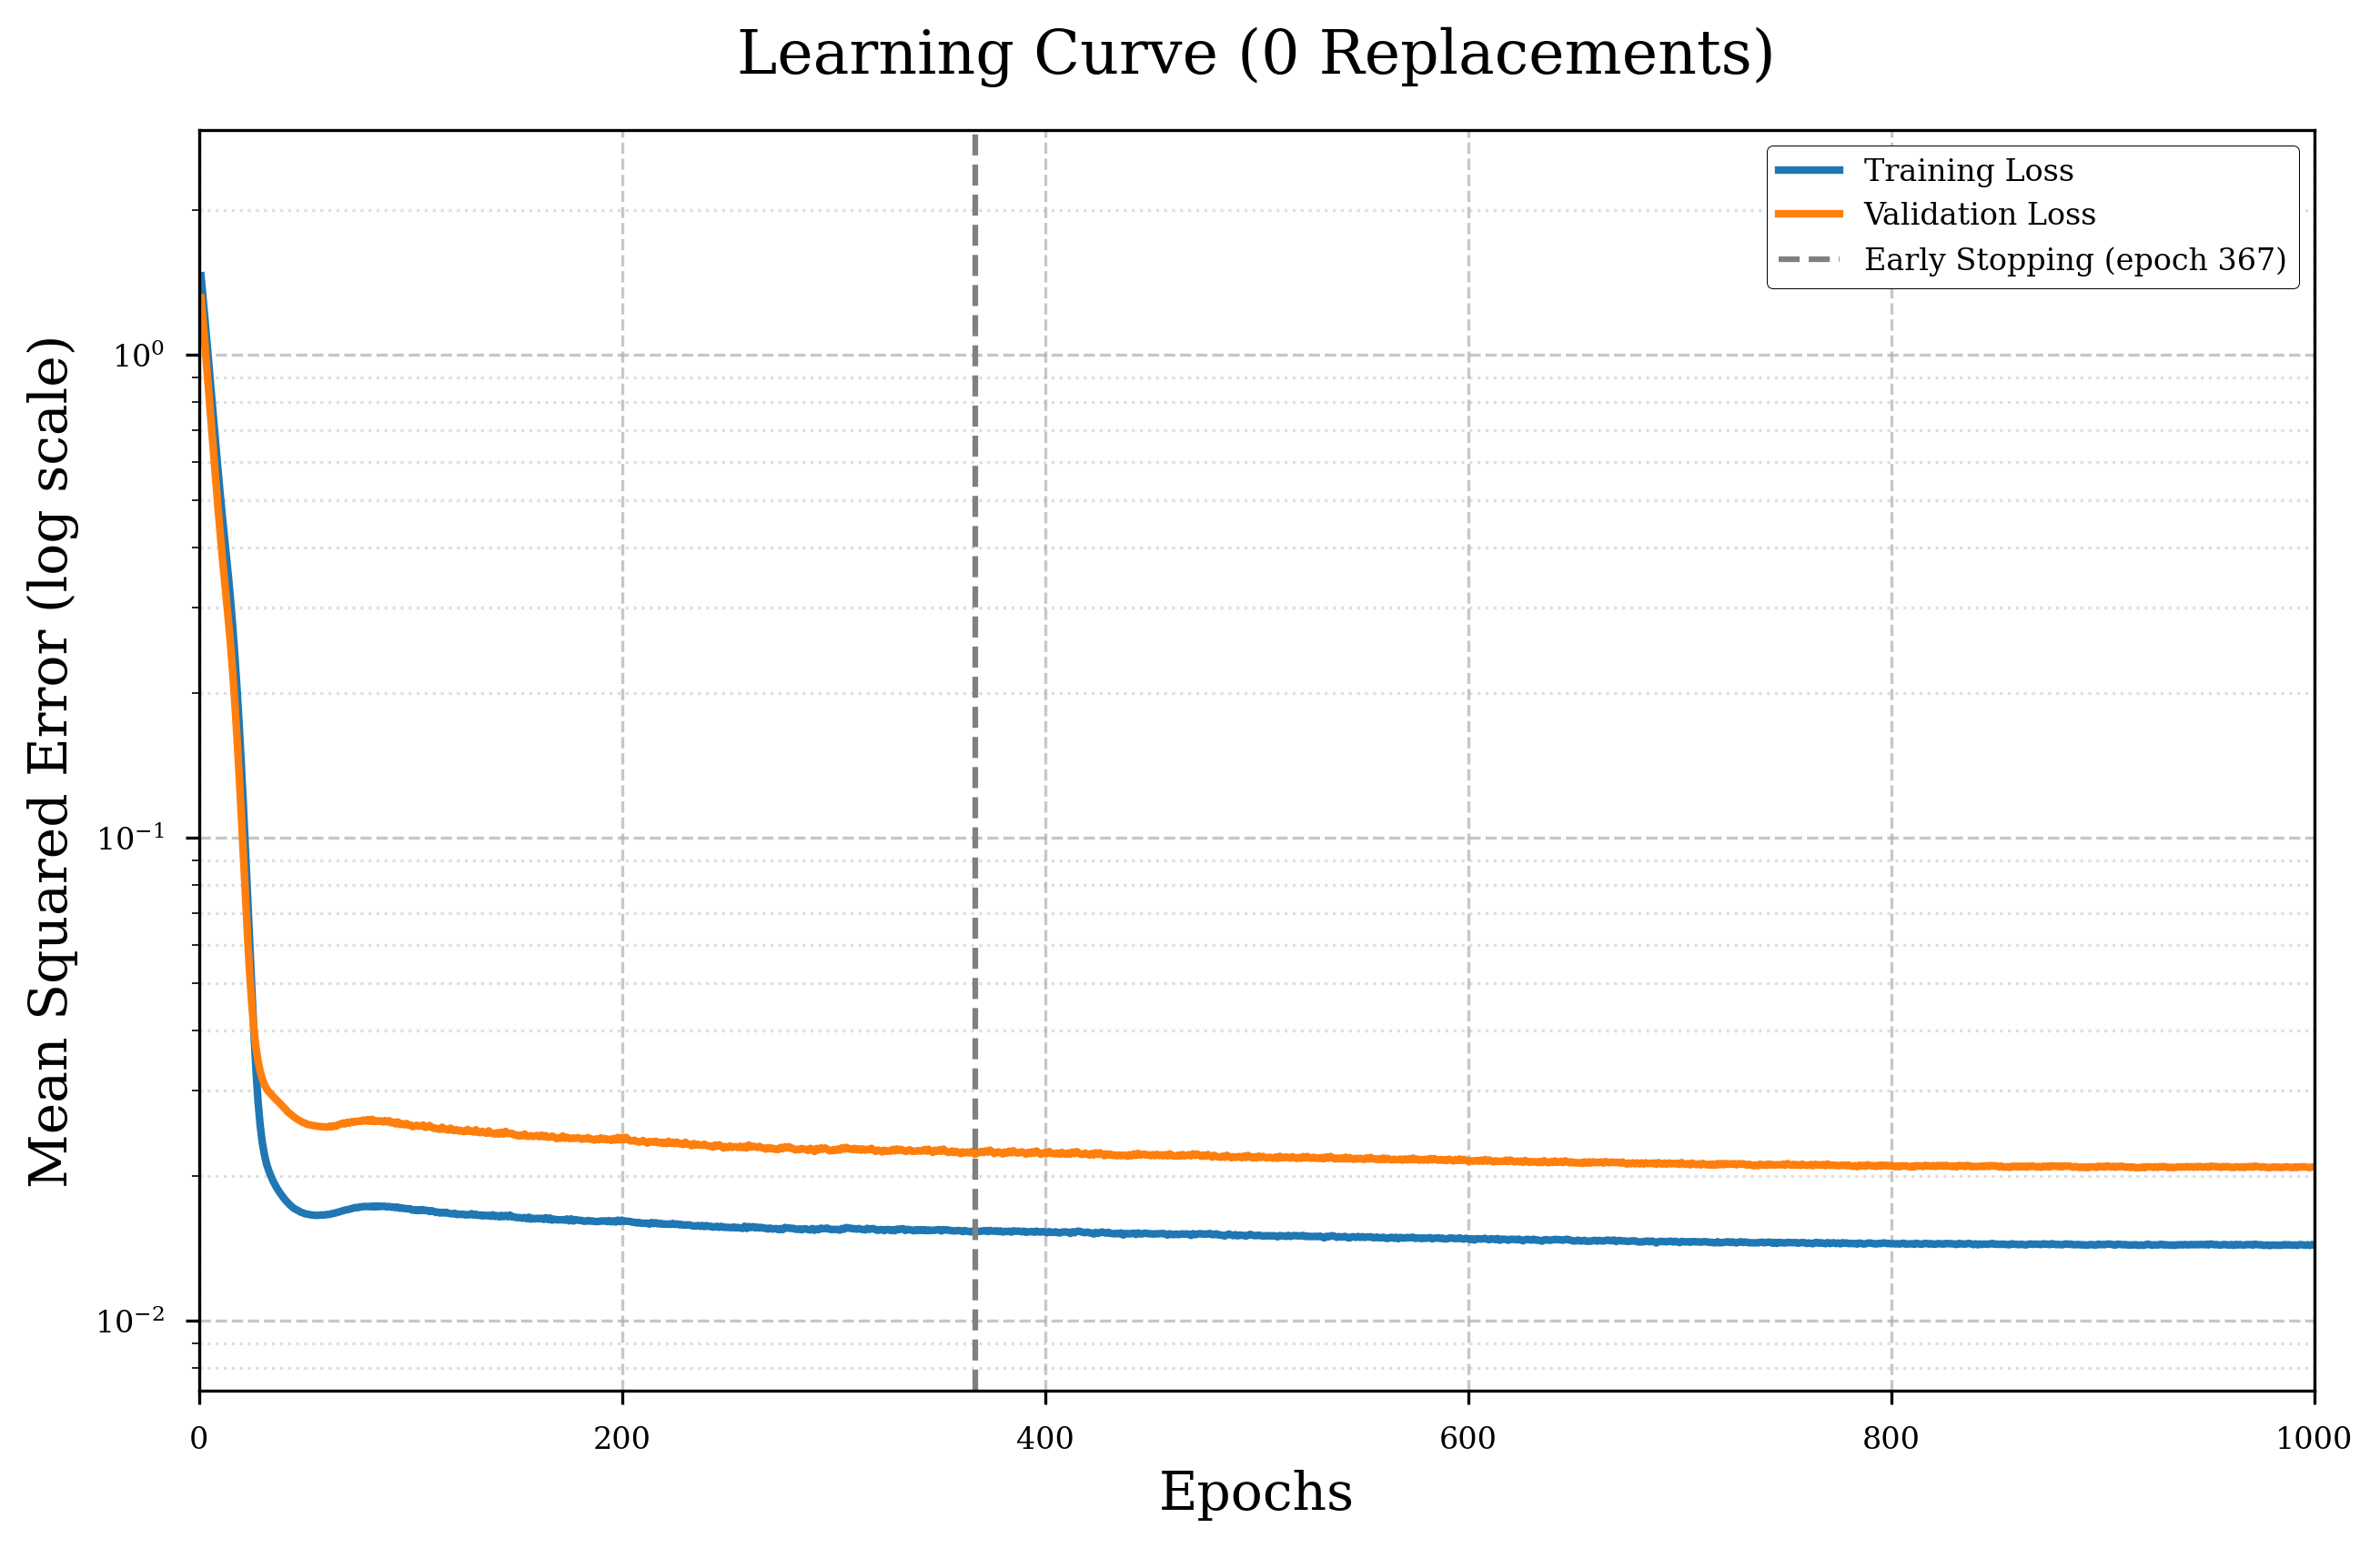 Learning Curve (0 Replacements)
Training Loss
Validation Loss
Early Stopping (epoch 367)
Mean Squared Error (log scale)
10⁰
10⁻¹
10⁻²
0 200 400 600 800 1000
Epochs